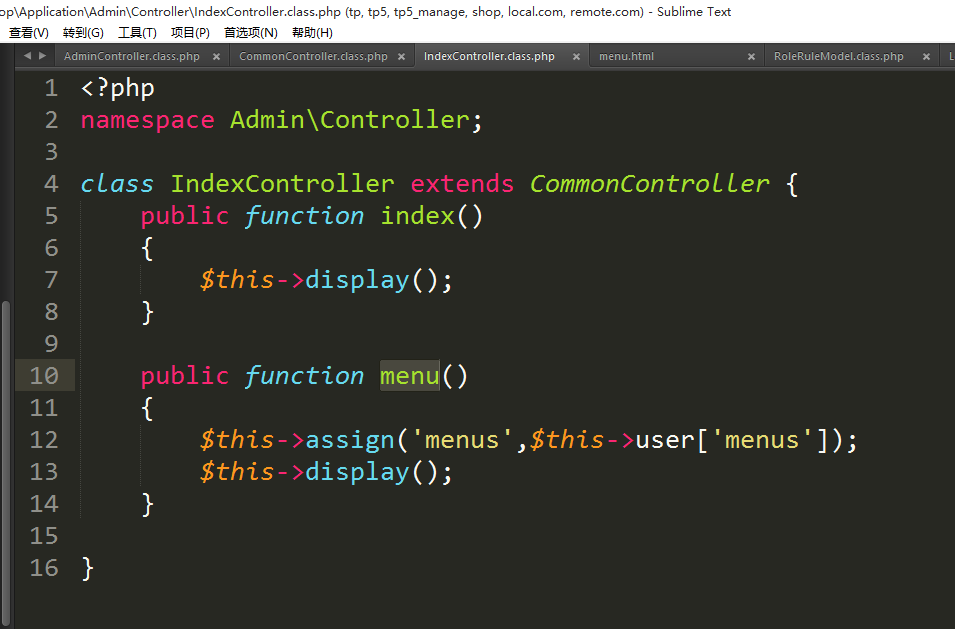 op\Application\Admin\Controller\IndexController.class.php (tp, tp5, tp5_manage, shop, local.com, remote.com) - Sublime Text
查看(V) 转到(G) 工具(T) 项目(P) 首选项(N) 帮助(H)
AdminController.class.php × CommonController.class.php × IndexController.class.php × menu.html × RoleRuleModel.class.php × L
1 <?php
2 namespace Admin\Controller;
3
4 class IndexController extends CommonController {
5 public function index()
6 {
7 $this->display();
8 }
9
10 public function menu()
11 {
12 $this->assign('menus',$this->user['menus']);
13 $this->display();
14 }
15
16 }